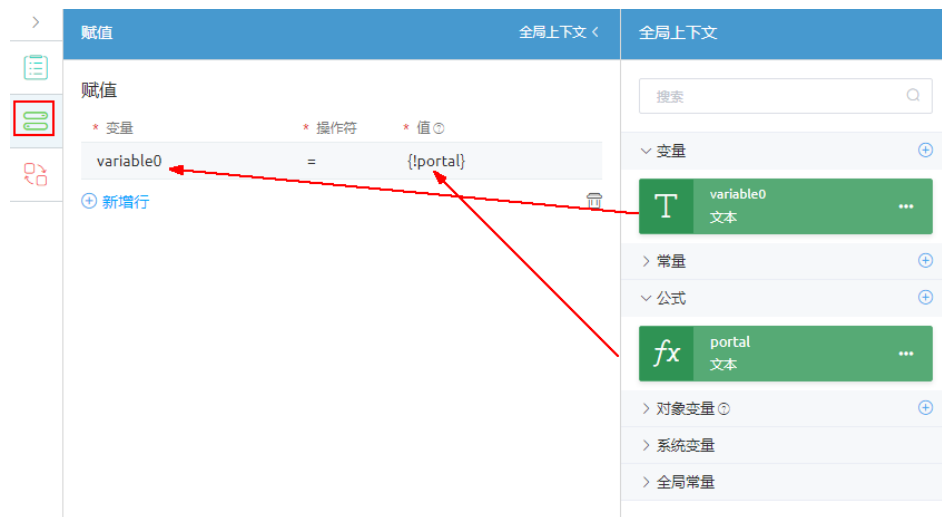 赋值
全局上下文
赋值
* 变量 * 操作符 * 值
variable0 = {!portal}
新增行
全局上下文
搜索
变量
T variable0
文本
常量
公式
fx portal
文本
对象变量
系统变量
全局常量